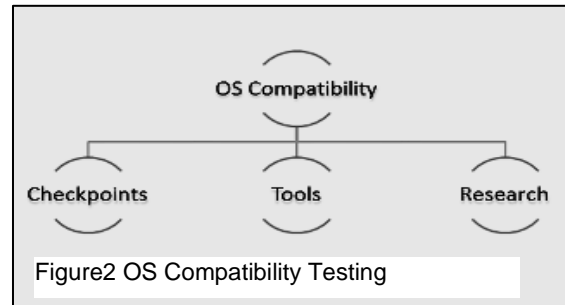 OS Compatibility
Checkpoints Tools Research
Figure2 OS Compatibility Testing